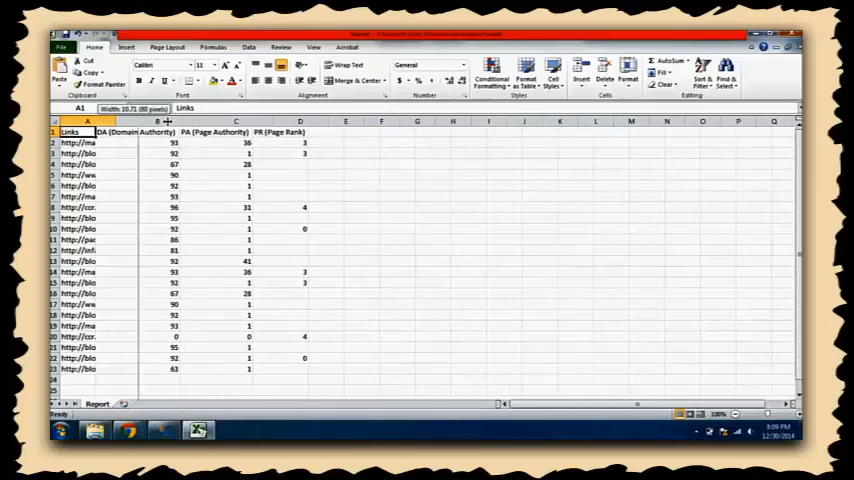 File Home Insert Page Layout Formulas Data Review View Acrobat
Cut Calibri 11 Wrap Text General AutoSum
Copy Fill
Paste Format Painter Merge & Center Conditional Formatting Format as Table Cell Styles Insert Delete Format Clear Sort & Filter Find & Select
Clipboard Font Alignment Number Styles Cells Editing
A1 Width: 10.71 (80 pixels) Links
A B C D E F G H I J K L M N O P Q
1 Links DA (Domain Authority) PA (Page Authority) PR (Page Rank)
2 http://ma 93 36 3
3 http://blo 92 1 3
4 http://blo 67 28
5 http://ww 90 1
6 http://blo 92 1
7 http://ma 93 1
8 http://ccr. 96 31 4
9 http://blo 95 1
10 http://blo 92 1 0
11 http://pac 86 1
12 http://inf 81 1
13 http://blo 92 41
14 http://ma 93 36 3
15 http://blo 92 1 3
16 http://blo 67 28
17 http://ww 90 1
18 http://blo 92 1
19 http://ma 93 1
20 http://ccr. 0 0 4
21 http://blo 95 1
22 http://blo 92 1 0
23 http://blo 63 1
24
25
Report
Ready 100%
3:09 PM
12/30/2014